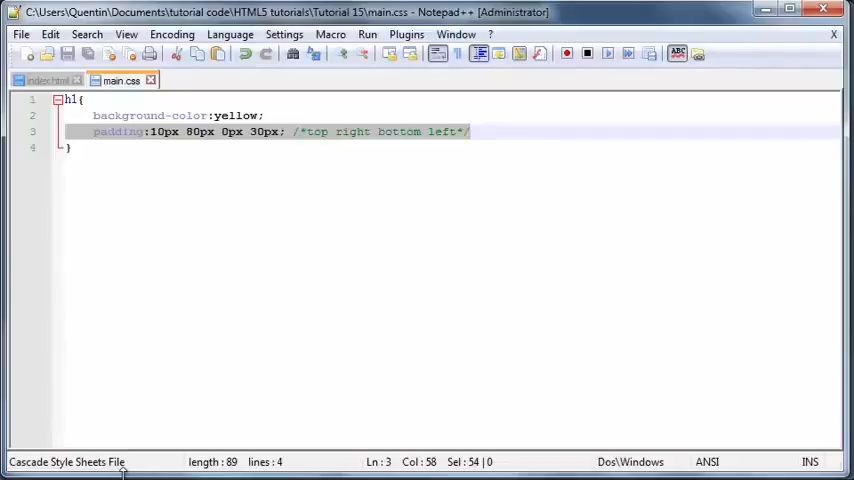 C:\Users\Quentin\Documents\tutorial code\HTML5 tutorials\Tutorial 15\main.css - Notepad++ [Administrator]
File Edit Search View Encoding Language Settings Macro Run Plugins Window ? X
ABC
index.html main.css
1 h1{
2 background-color:yellow;
3 padding:10px 80px 0px 30px; /*top right bottom left*/
4 }
Cascade Style Sheets File length : 89 lines : 4 Ln : 3 Col : 58 Sel : 54 | 0 Dos\Windows ANSI INS